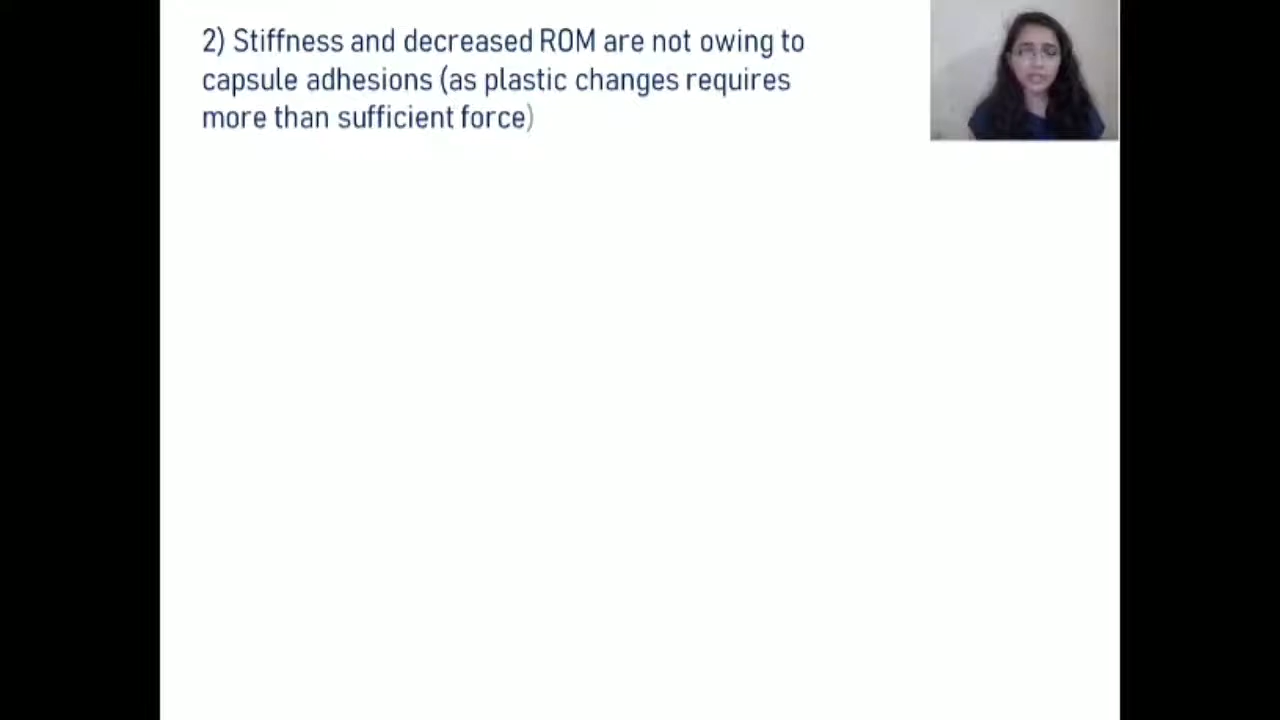 2) Stiffness and decreased ROM are not owing to
capsule adhesions (as plastic changes requires
more than sufficient force)